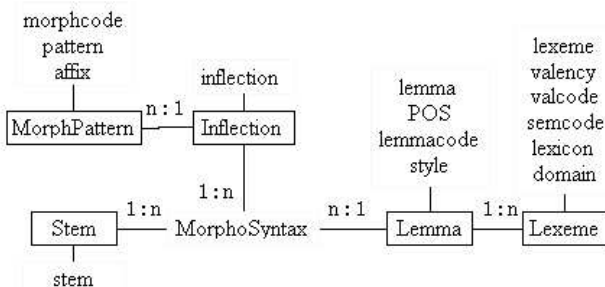 morphcode
pattern
affix
MorphPattern
n:1
inflection
Inflection
1:n
Stem
stem
1:n
MorphoSyntax
n:1
lemma
POS
lemmacode
style
Lemma
1:n
lexeme
valency
valcode
semcode
lexicon
domain
Lexeme